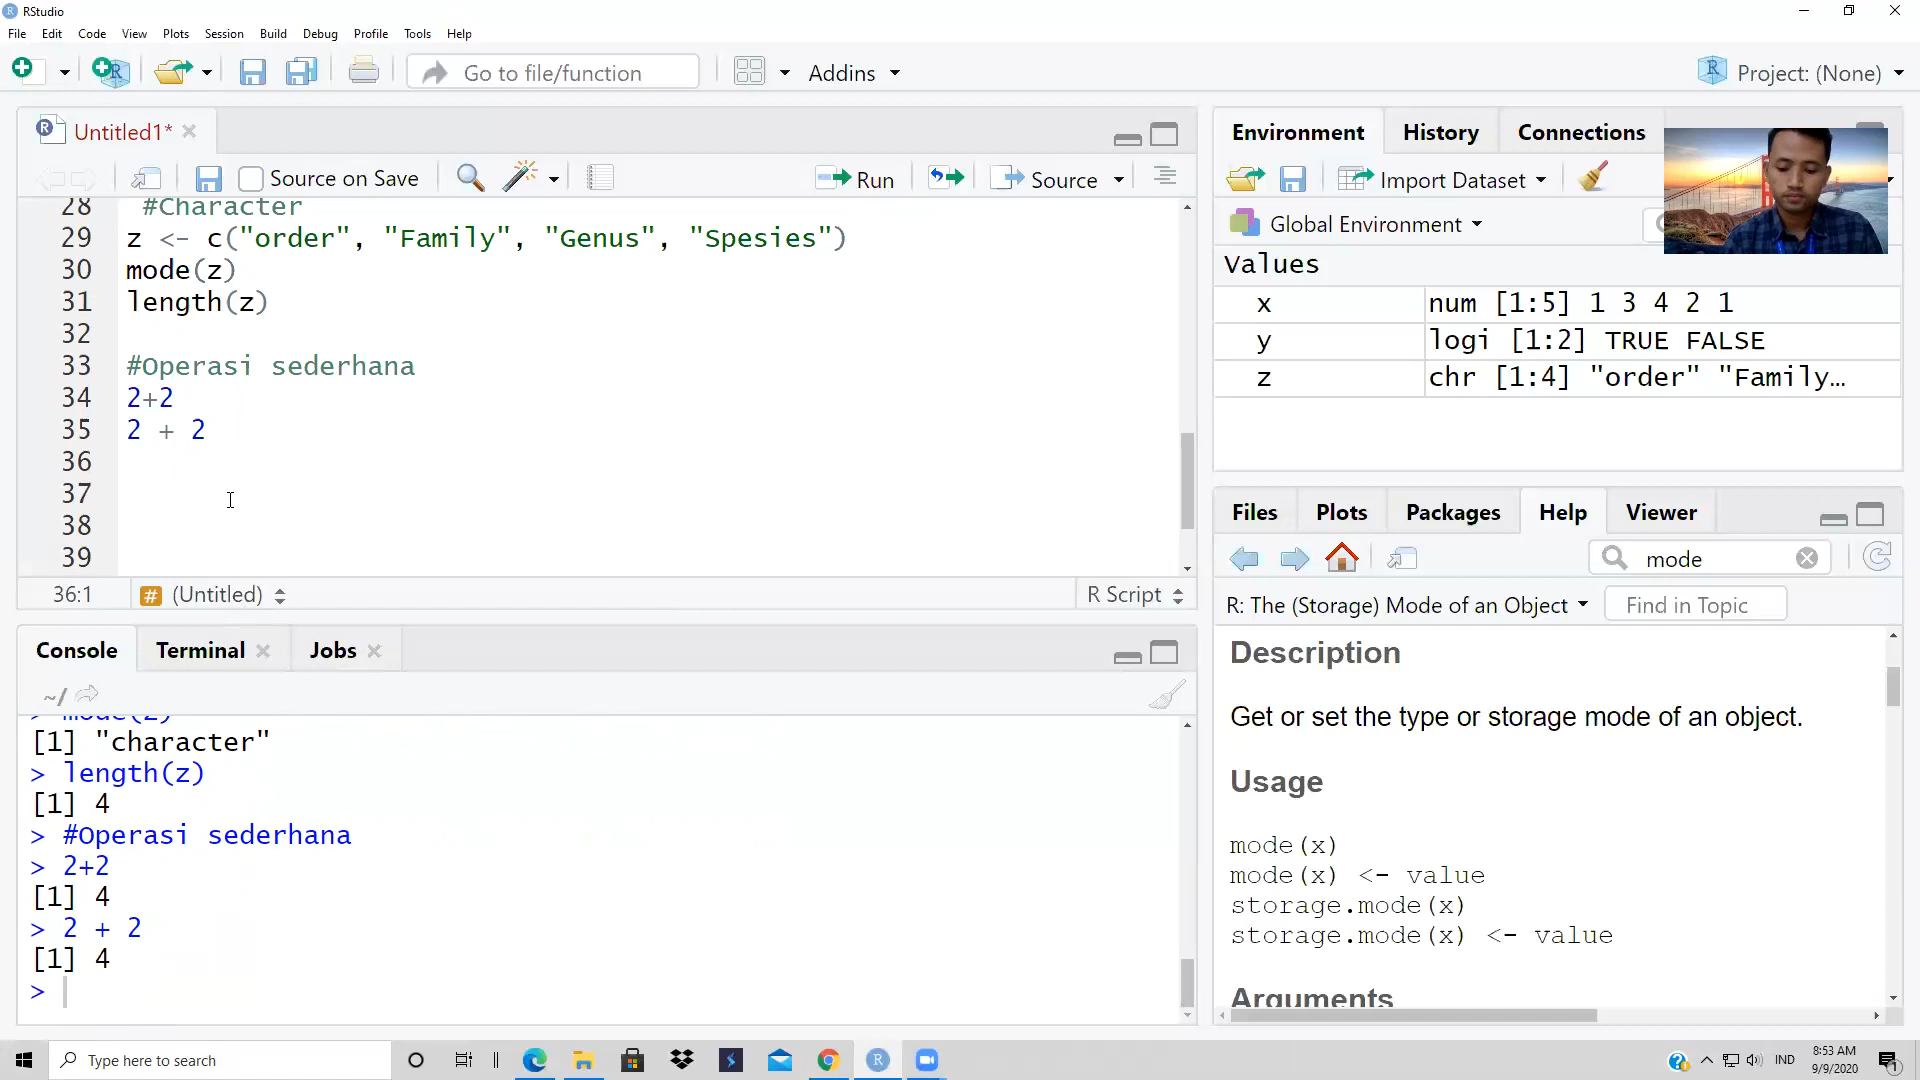 RStudio
File Edit Code View Plots Session Build Debug Profile Tools Help
Go to file/function Addins Project: (None)
Untitled1*
Source on Save Run Source
28 #Character
29 z <- c("order", "Family", "Genus", "Spesies")
30 mode(z)
31 length(z)
32
33 #Operasi sederhana
34 2+2
35 2 + 2
36
37
38
39
36:1 # (Untitled) R Script
Console Terminal Jobs
~/
> mode(z)
[1] "character"
> length(z)
[1] 4
> #Operasi sederhana
> 2+2
[1] 4
> 2 + 2
[1] 4
>
Environment History Connections
Import Dataset
Global Environment
Values
x num [1:5] 1 3 4 2 1
y logi [1:2] TRUE FALSE
z chr [1:4] "order" "Family…
Files Plots Packages Help Viewer
mode
R: The (Storage) Mode of an Object Find in Topic
Description
Get or set the type or storage mode of an object.
Usage
mode(x)
mode(x) <- value
storage.mode(x)
storage.mode(x) <- value
Arguments
Type here to search
IND
8:53 AM
9/9/2020
1